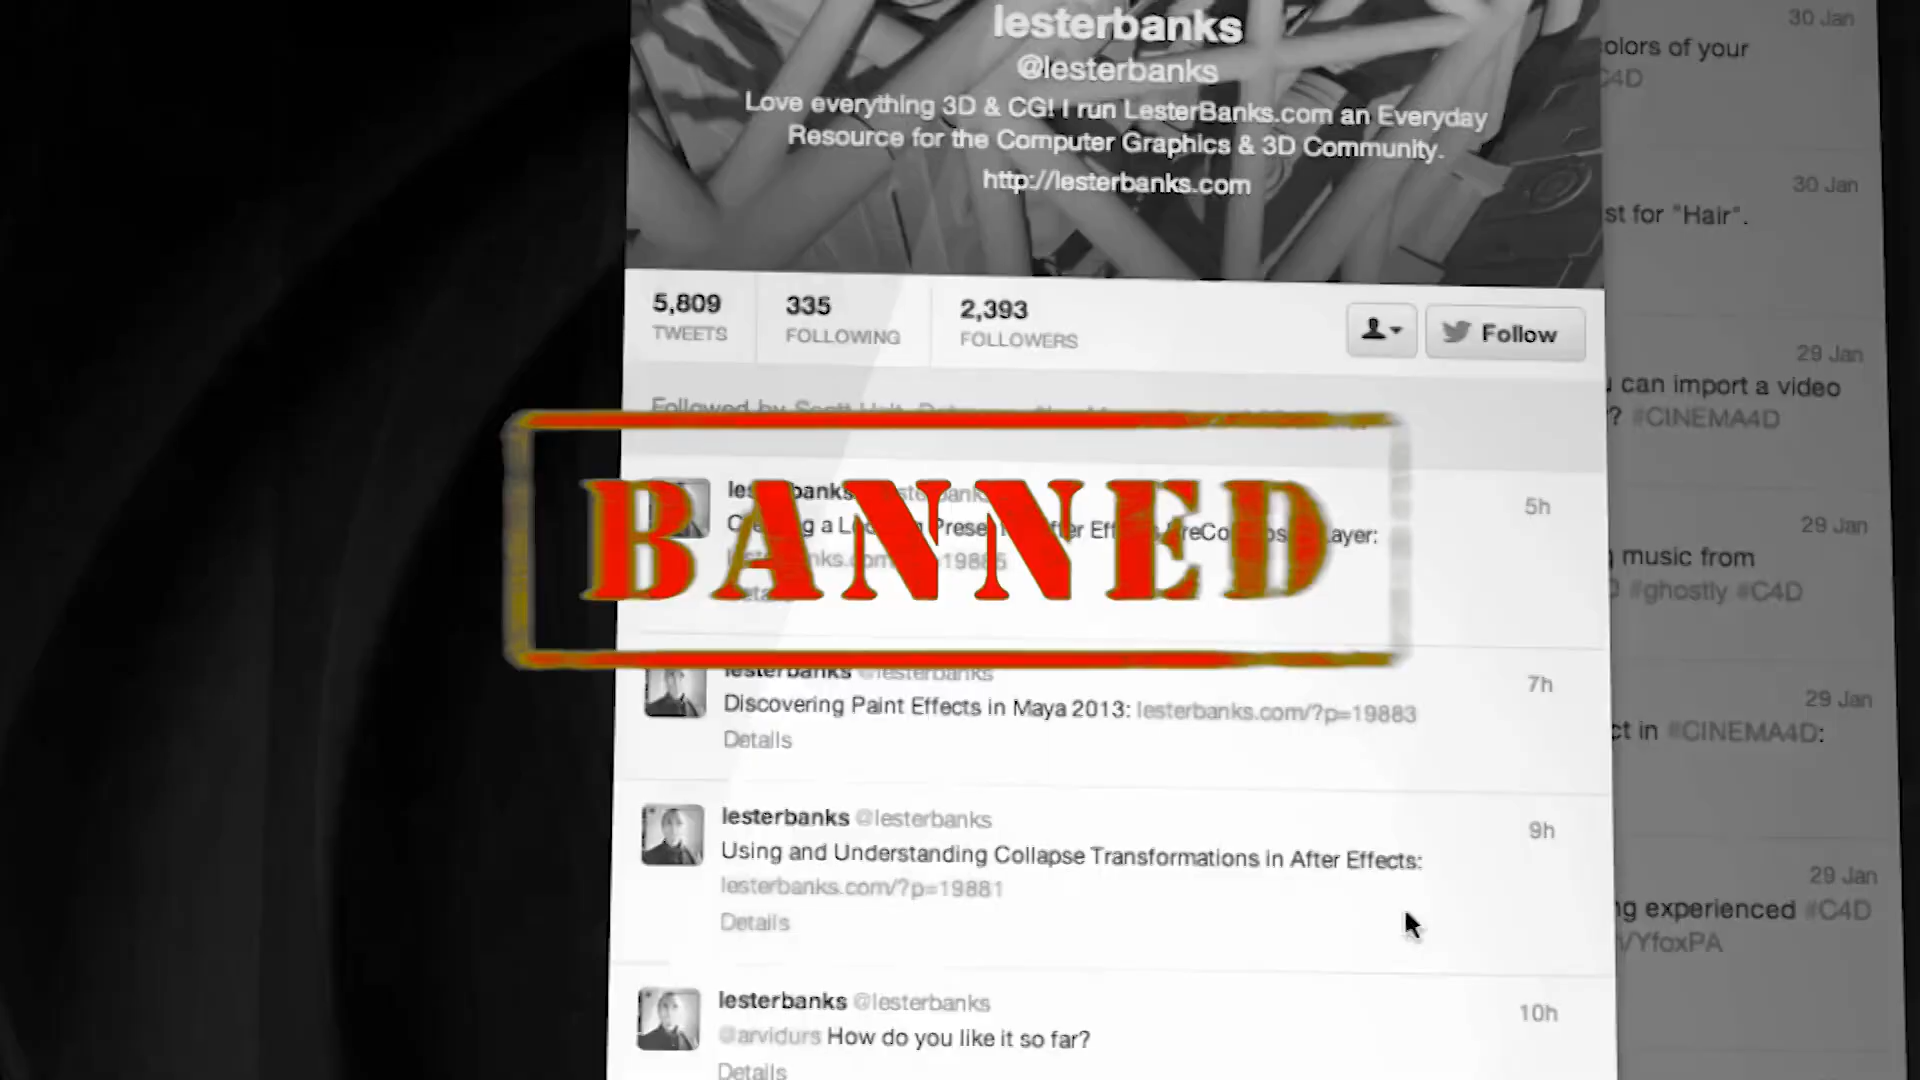 lesterbanks
@lesterbanks
Love everything 3D & CG! I run LesterBanks.com an Everyday
Resource for the Computer Graphics & 3D Community.
http://lesterbanks.com
5,809
TWEETS
335
FOLLOWING
2,393
FOLLOWERS
Follow
Followed by Scott
BANNED
5h
lesterbanks @lesterbanks
7h
Discovering Paint Effects in Maya 2013: lesterbanks.com/?p=19883
Details
lesterbanks @lesterbanks
9h
Using and Understanding Collapse Transformations in After Effects:
lesterbanks.com/?p=19881
Details
lesterbanks @lesterbanks
10h
@arvidurs How do you like it so far?
Details
30 Jan
olors of your
C4D
30 Jan
st for "Hair".
29 Jan
u can import a video
? #CINEMA4D
29 Jan
music from
#ghostly #C4D
29 Jan
ct in #CINEMA4D:
29 Jan
ng experienced #C4D
/YfoxPA